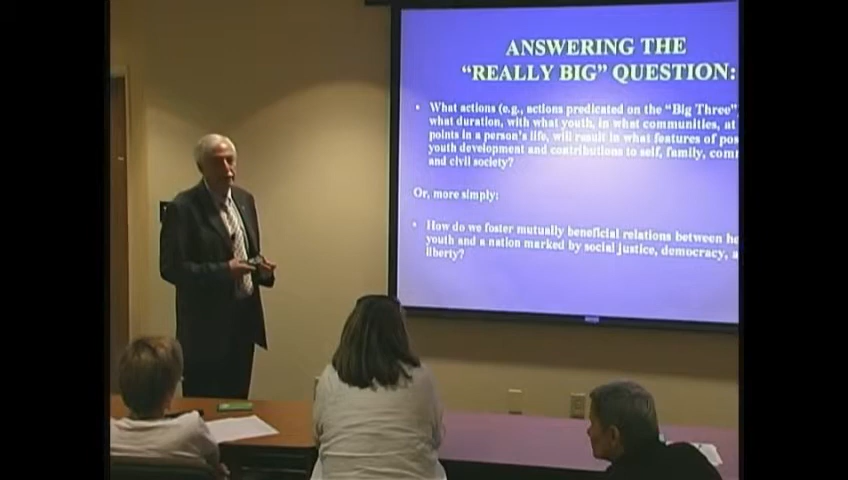 ANSWERING THE
“REALLY BIG” QUESTION:
• What actions (e.g., actions predicated on the “Big Three”
what duration, with what youth, in what communities, at
points in a person’s life, will result in what features of pos
youth development and contributions to self, family, com
and civil society?
Or, more simply:
• How do we foster mutually beneficial relations between he
youth and a nation marked by social justice, democracy, a
liberty?